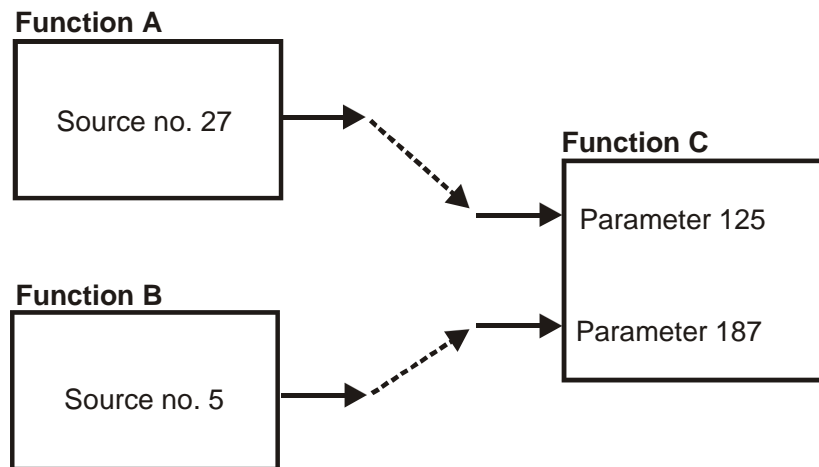 Function A
Source no. 27
Function C
Parameter 125
Function B
Parameter 187
Source no. 5